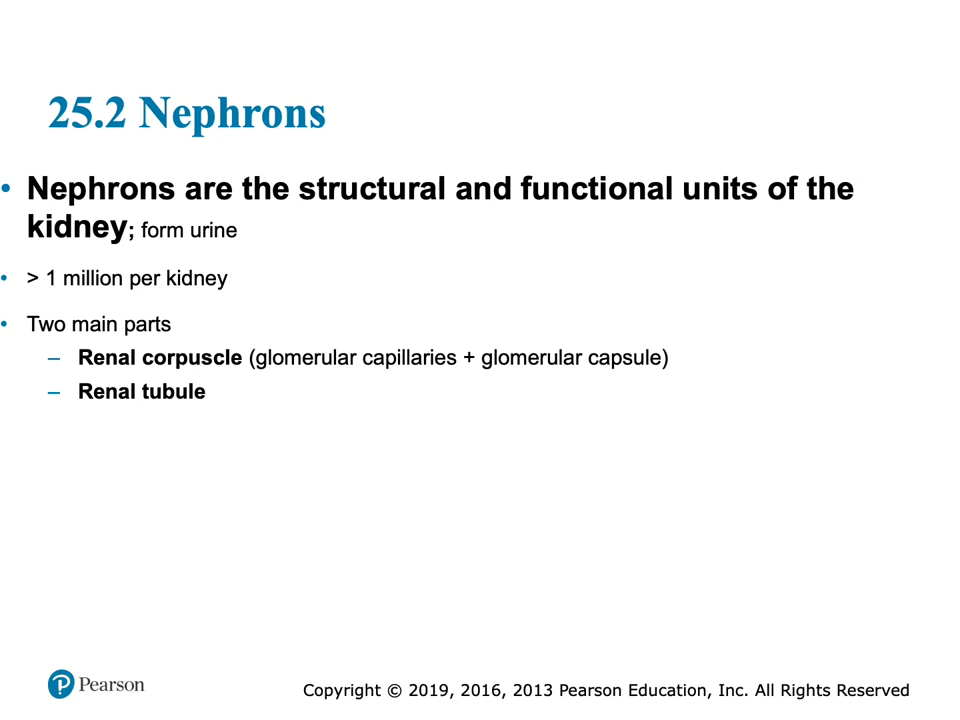 25.2 Nephrons
• Nephrons are the structural and functional units of the
kidney; form urine
• > 1 million per kidney
• Two main parts
– Renal corpuscle (glomerular capillaries + glomerular capsule)
– Renal tubule
Pearson
Copyright © 2019, 2016, 2013 Pearson Education, Inc. All Rights Reserved